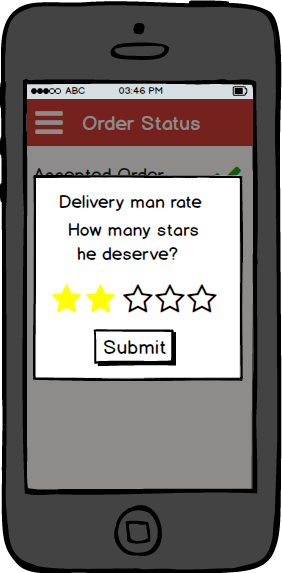 ABC 03:46 PM
Order Status
Accepted Order
Delivery man rate
How many stars
he deserve?
Submit